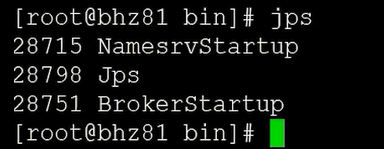 [root@bhz81 bin]# jps
28715 NamesrvStartup
28798 Jps
28751 BrokerStartup
[root@bhz81 bin]#